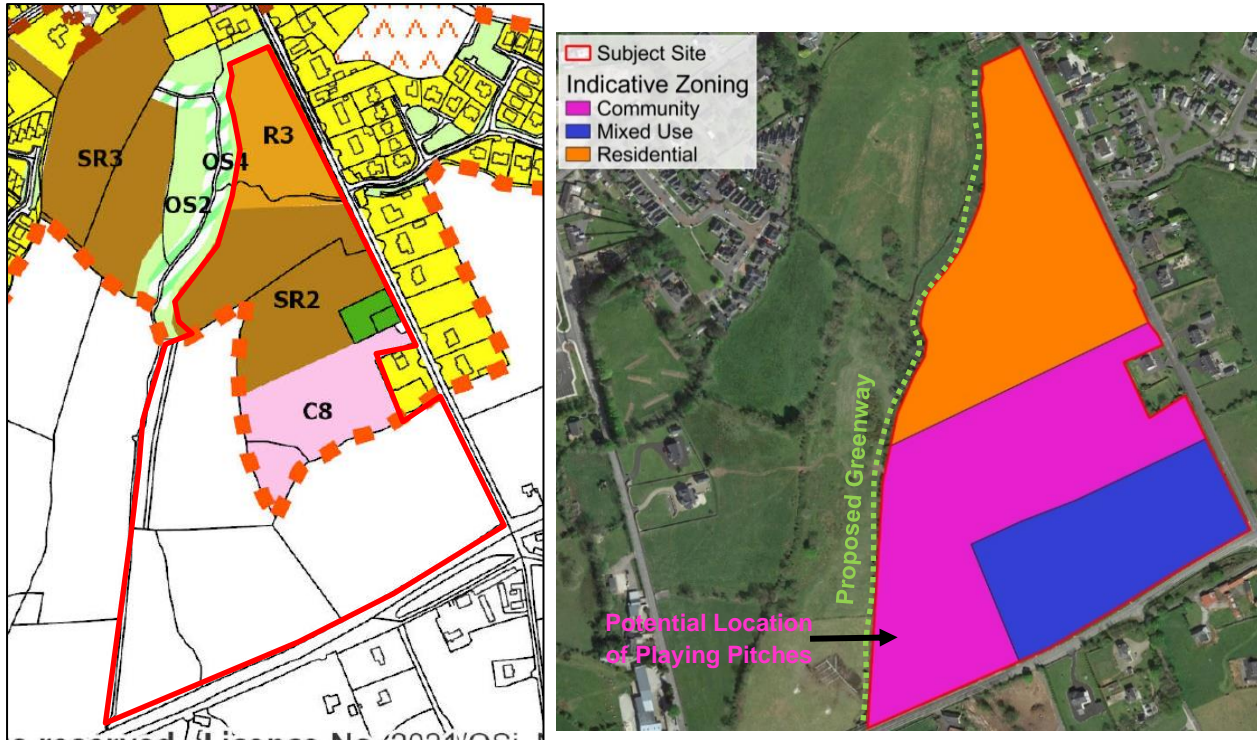 R3
SR3
OS4
OS2
SR2
C8
Subject Site
Indicative Zoning
Community
Mixed Use
Residential
Proposed Greenway
Potential Location
of Playing Pitches